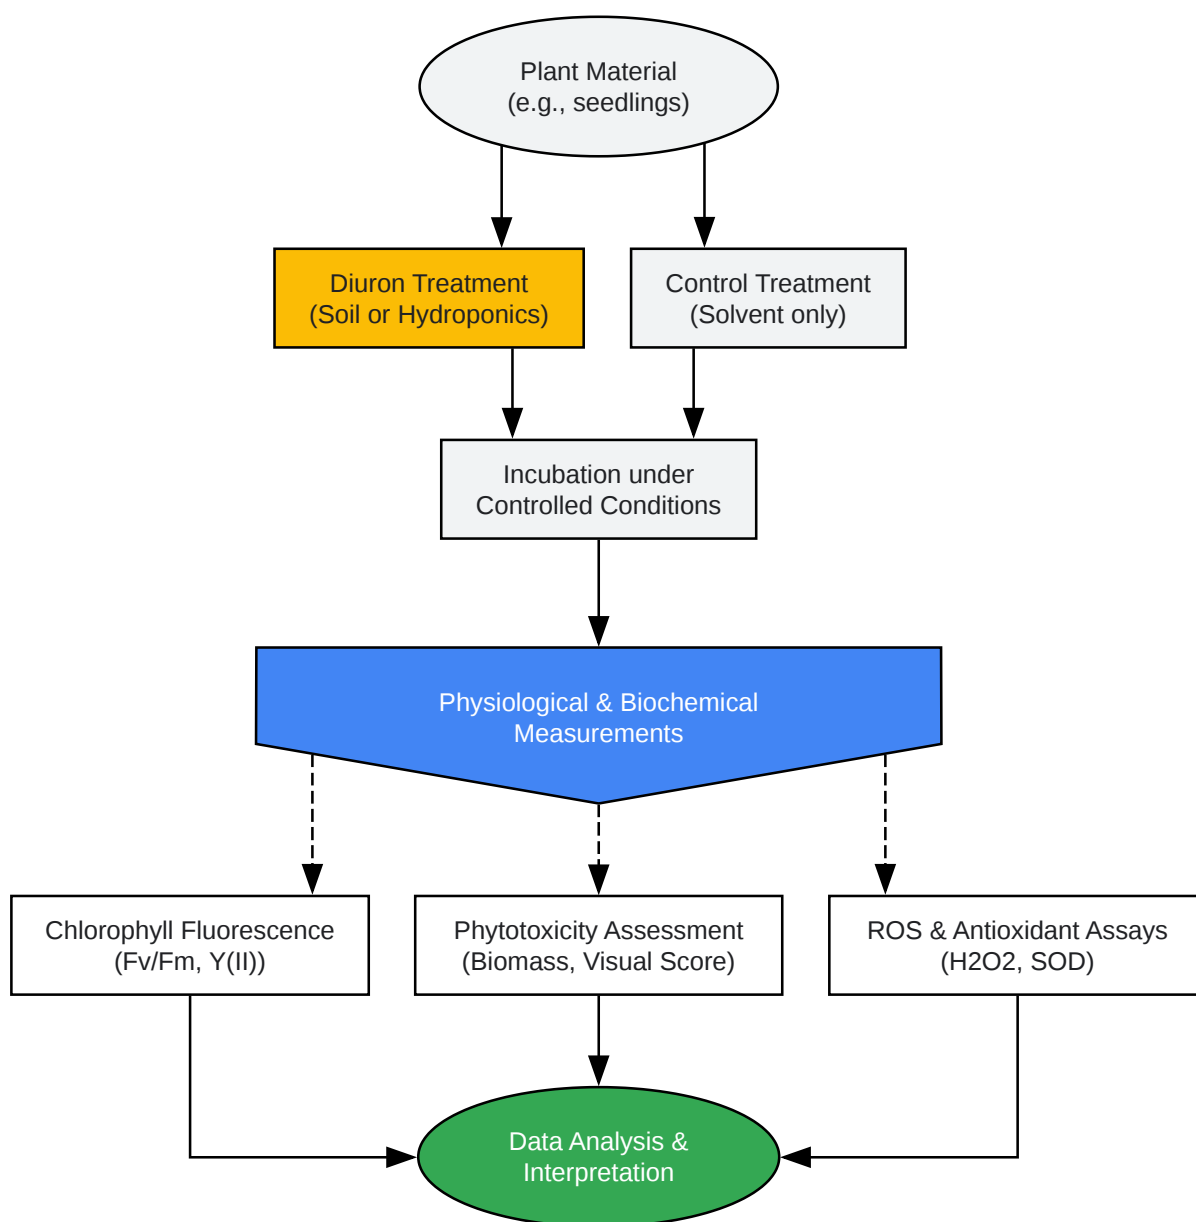 Plant Material
(e.g., seedlings)
Diuron Treatment
(Soil or Hydroponics)
Control Treatment
(Solvent only)
Incubation under
Controlled Conditions
Physiological & Biochemical
Measurements
Chlorophyll Fluorescence
(Fv/Fm, Y(II))
Phytotoxicity Assessment
(Biomass, Visual Score)
ROS & Antioxidant Assays
(H2O2, SOD)
Data Analysis &
Interpretation